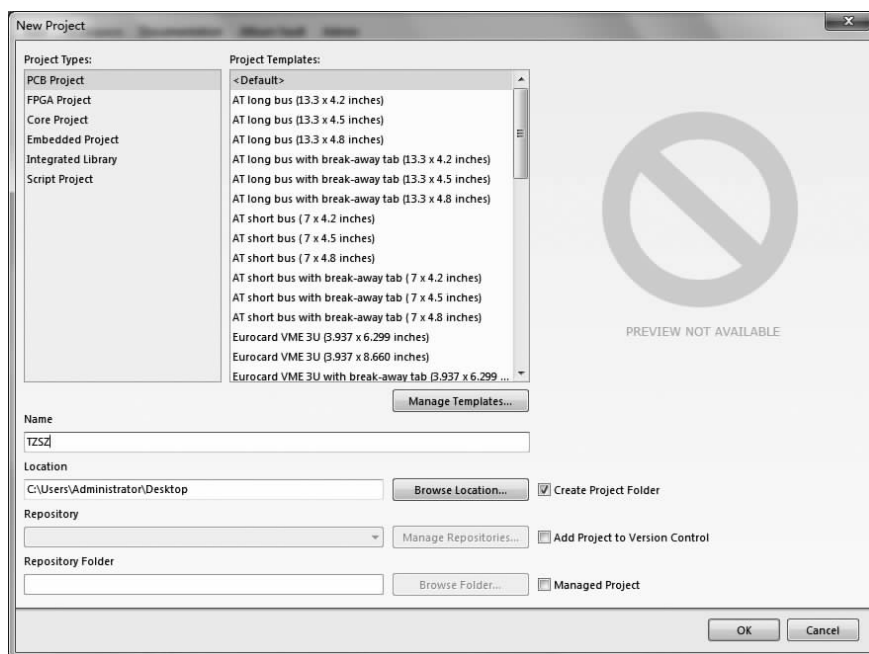 New Project
Project Types:
PCB Project
FPGA Project
Core Project
Embedded Project
Integrated Library
Script Project
Project Templates:
<Default>
AT long bus (13.3 x 4.2 inches)
AT long bus (13.3 x 4.5 inches)
AT long bus (13.3 x 4.8 inches)
AT long bus with break-away tab (13.3 x 4.2 inches)
AT long bus with break-away tab (13.3 x 4.5 inches)
AT long bus with break-away tab (13.3 x 4.8 inches)
AT short bus ( 7 x 4.2 inches)
AT short bus ( 7 x 4.5 inches)
AT short bus ( 7 x 4.8 inches)
AT short bus with break-away tab ( 7 x 4.2 inches)
AT short bus with break-away tab ( 7 x 4.5 inches)
AT short bus with break-away tab ( 7 x 4.8 inches)
Eurocard VME 3U (3.937 x 6.299 inches)
Eurocard VME 3U (3.937 x 8.660 inches)
Eurocard VME 3U with break-away tab (3.937 x 6.299 ...
PREVIEW NOT AVAILABLE
Manage Templates...
Name
TZSZ
Location
C:\Users\Administrator\Desktop
Browse Location...
Create Project Folder
Repository
Manage Repositories...
Add Project to Version Control
Repository Folder
Browse Folder...
Managed Project
OK
Cancel